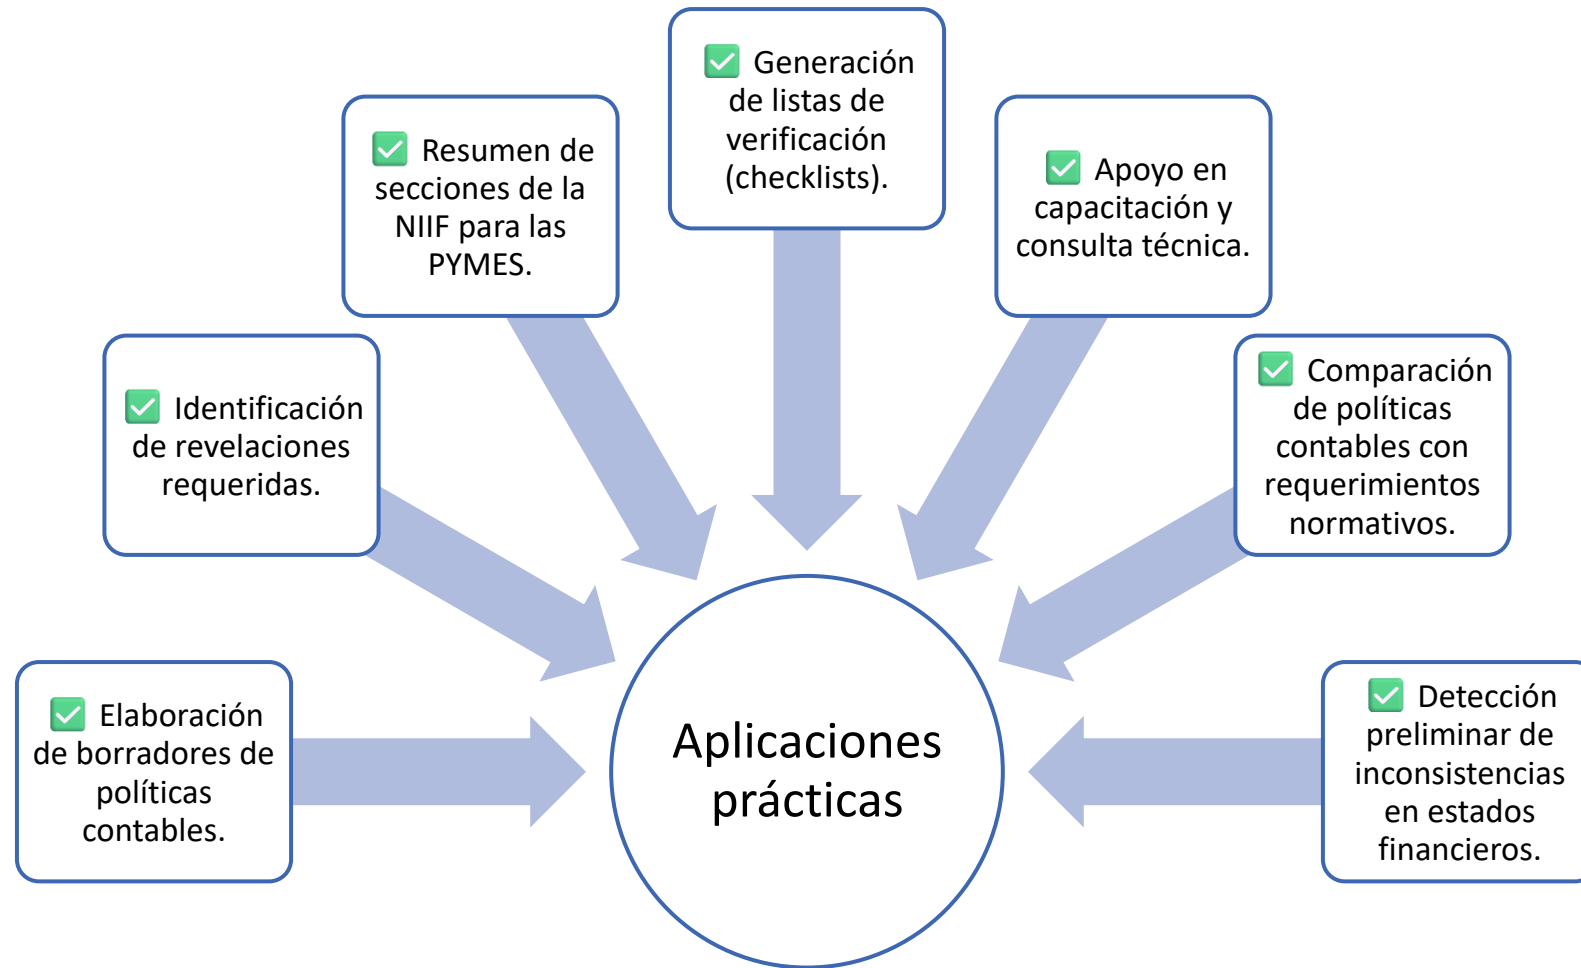 ✅ Elaboración
de borradores de
políticas
contables.
✅ Identificación
de revelaciones
requeridas.
✅ Resumen de
secciones de la
NIIF para las
PYMES.
✅ Generación
de listas de
verificación
(checklists).
✅ Apoyo en
capacitación y
consulta técnica.
✅ Comparación
de políticas
contables con
requerimientos
normativos.
✅ Detección
preliminar de
inconsistencias
en estados
financieros.
Aplicaciones
prácticas